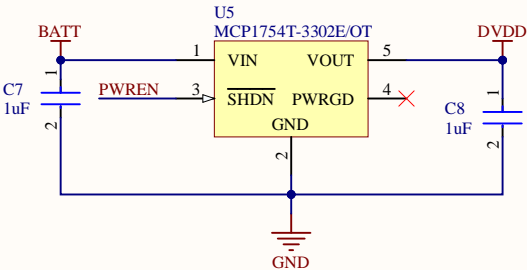 U5
MCP1754T-3302E/OT
BATT
DVDD
1
VIN
VOUT
5
C7
1uF
1
2
PWREN
3
SHDN
PWRGD
4
GND
2
C8
1uF
1
2
GND